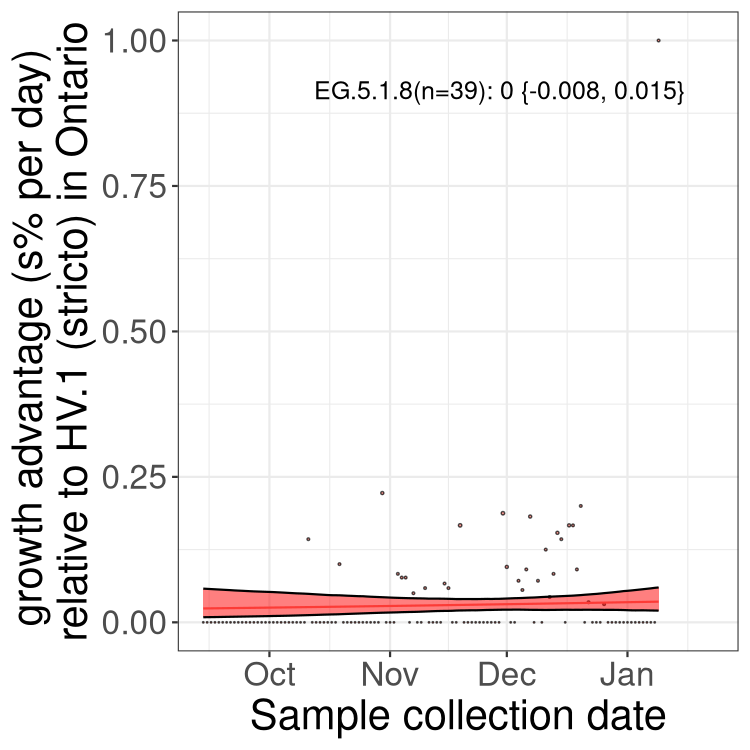 growth advantage (s% per day)
relative to HV.1 (stricto) in Ontario
1.00
0.75
0.50
0.25
0.00
EG.5.1.8(n=39): 0 {-0.008, 0.015}
Oct Nov Dec Jan
Sample collection date